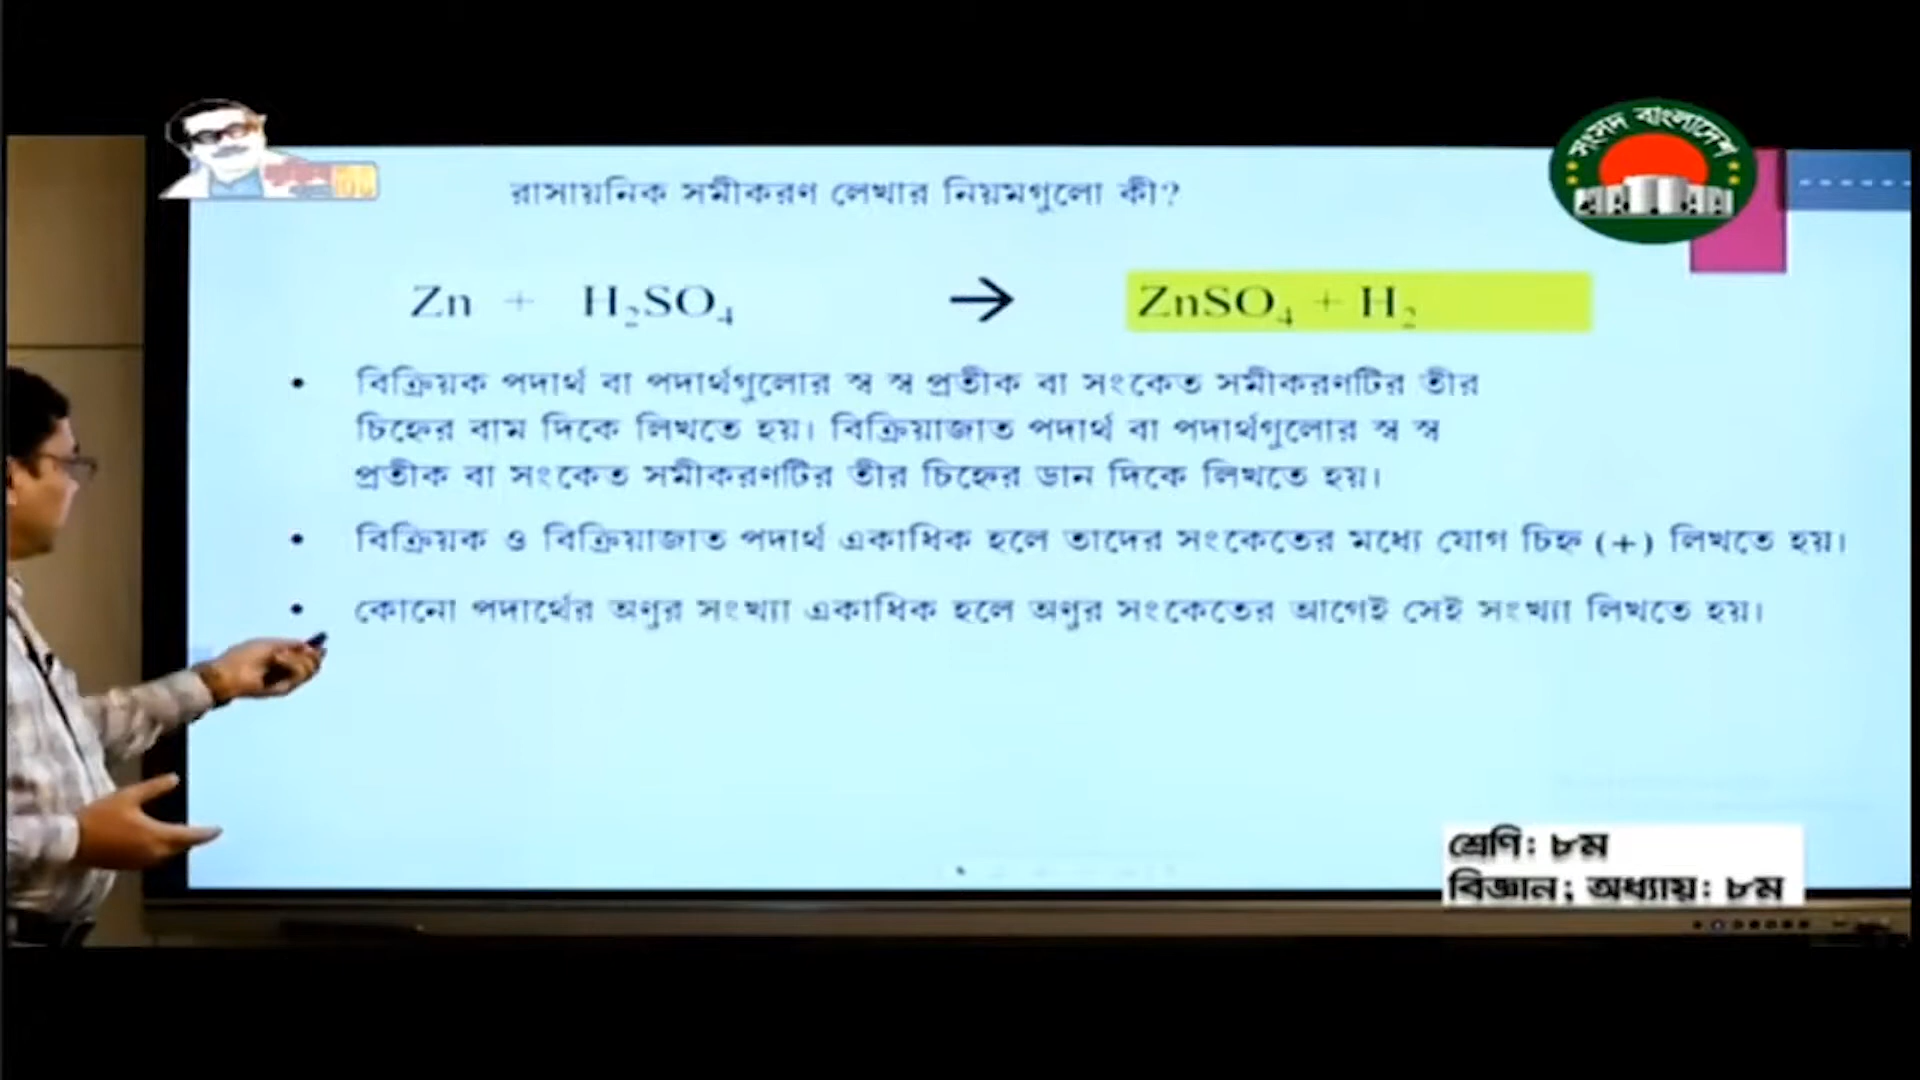 সংসদ বাংলাদেশ
রাসায়নিক সমীকরণ লেখার নিয়মগুলো কী?
Zn + H₂SO₄ → ZnSO₄ + H₂
• বিক্রিয়ক পদার্থ বা পদার্থগুলোর স্ব স্ব প্রতীক বা সংকেত সমীকরণটির তীর
চিহ্নের বাম দিকে লিখতে হয়। বিক্রিয়াজাত পদার্থ বা পদার্থগুলোর স্ব স্ব
প্রতীক বা সংকেত সমীকরণটির তীর চিহ্নের ডান দিকে লিখতে হয়।
• বিক্রিয়ক ও বিক্রিয়াজাত পদার্থ একাধিক হলে তাদের সংকেতের মধ্যে যোগ চিহ্ন (+) লিখতে হয়।
• কোনো পদার্থের অণুর সংখ্যা একাধিক হলে অণুর সংকেতের আগেই সেই সংখ্যা লিখতে হয়।
শ্রেণি: ৮ম
বিজ্ঞান; অধ্যায়: ৮ম